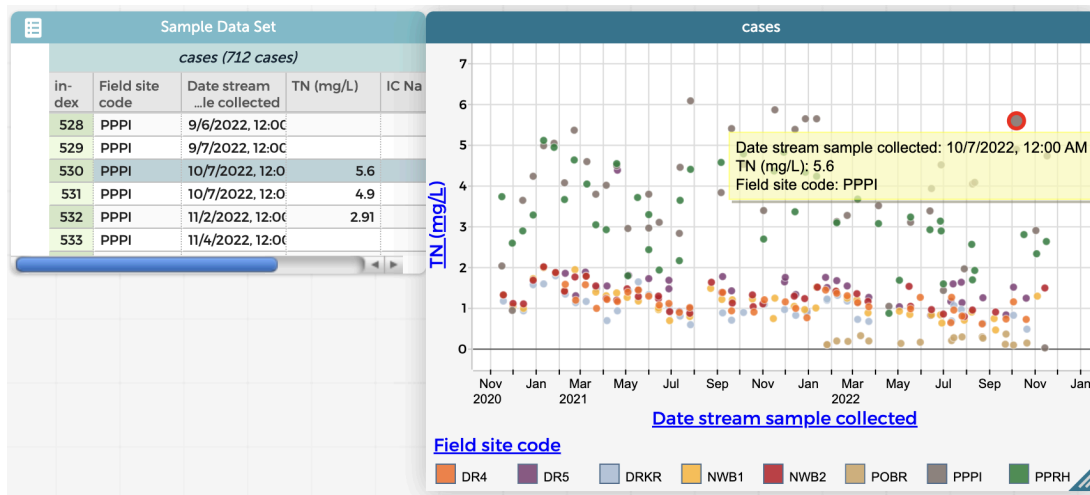 Sample Data Set
cases (712 cases)
in-dex Field site code Date stream ...le collected TN (mg/L) IC Na
528 PPPI 9/6/2022, 12:00
529 PPPI 9/7/2022, 12:00
530 PPPI 10/7/2022, 12:0 5.6
531 PPPI 10/7/2022, 12:0 4.9
532 PPPI 11/2/2022, 12:00 2.91
533 PPPI 11/4/2022, 12:00
cases
7
6
5
4
3
2
1
0
TN (mg/L)
Date stream sample collected: 10/7/2022, 12:00 AM
TN (mg/L): 5.6
Field site code: PPPI
Nov Jan Mar May Jul Sep Nov Jan Mar May Jul Sep Nov Jan
2020 2021 2022
Date stream sample collected
Field site code
DR4 DR5 DRKR NWB1 NWB2 POBR PPPI PPRH